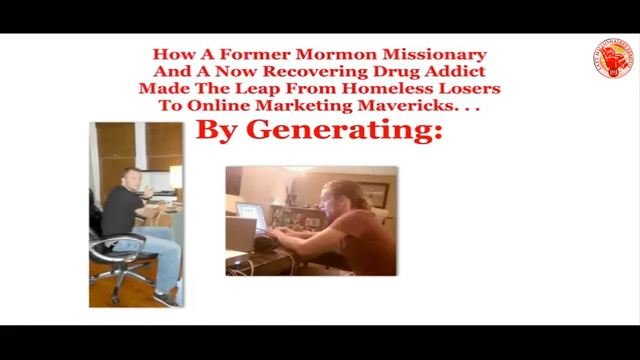 How A Former Mormon Missionary
And A Now Recovering Drug Addict
Made The Leap From Homeless Losers
To Online Marketing Mavericks. . .
By Generating: